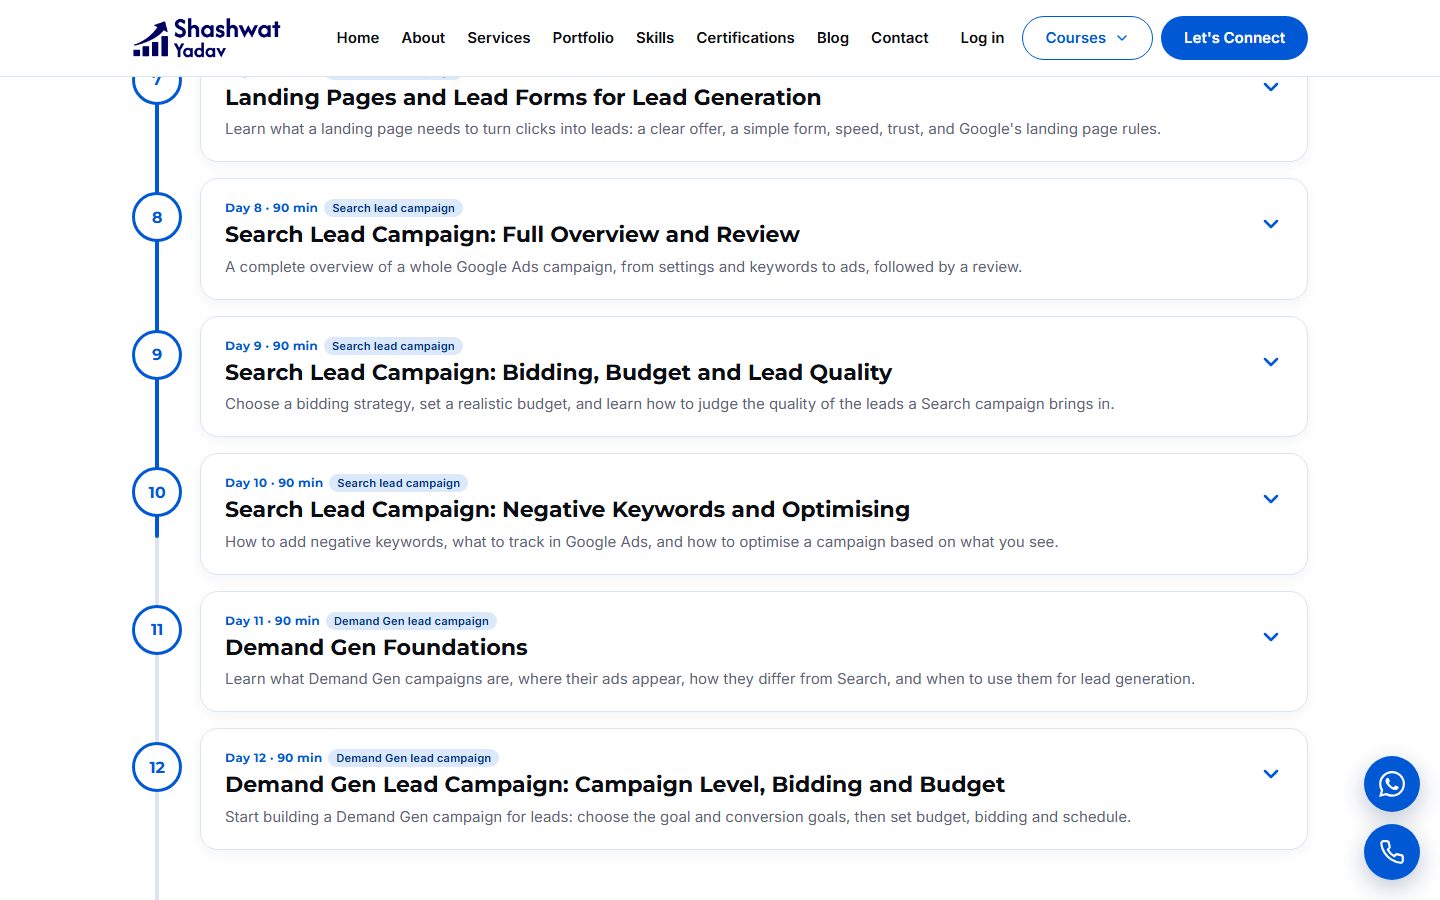 Shashwat
Yadav
Home
About
Services
Portfolio
Skills
Certifications
Blog
Contact
Log in
Courses
Let's Connect
7
Landing Pages and Lead Forms for Lead Generation
Learn what a landing page needs to turn clicks into leads: a clear offer, a simple form, speed, trust, and Google's landing page rules.
8
Day 8 · 90 min Search lead campaign
Search Lead Campaign: Full Overview and Review
A complete overview of a whole Google Ads campaign, from settings and keywords to ads, followed by a review.
9
Day 9 · 90 min Search lead campaign
Search Lead Campaign: Bidding, Budget and Lead Quality
Choose a bidding strategy, set a realistic budget, and learn how to judge the quality of the leads a Search campaign brings in.
10
Day 10 · 90 min Search lead campaign
Search Lead Campaign: Negative Keywords and Optimising
How to add negative keywords, what to track in Google Ads, and how to optimise a campaign based on what you see.
11
Day 11 · 90 min Demand Gen lead campaign
Demand Gen Foundations
Learn what Demand Gen campaigns are, where their ads appear, how they differ from Search, and when to use them for lead generation.
12
Day 12 · 90 min Demand Gen lead campaign
Demand Gen Lead Campaign: Campaign Level, Bidding and Budget
Start building a Demand Gen campaign for leads: choose the goal and conversion goals, then set budget, bidding and schedule.